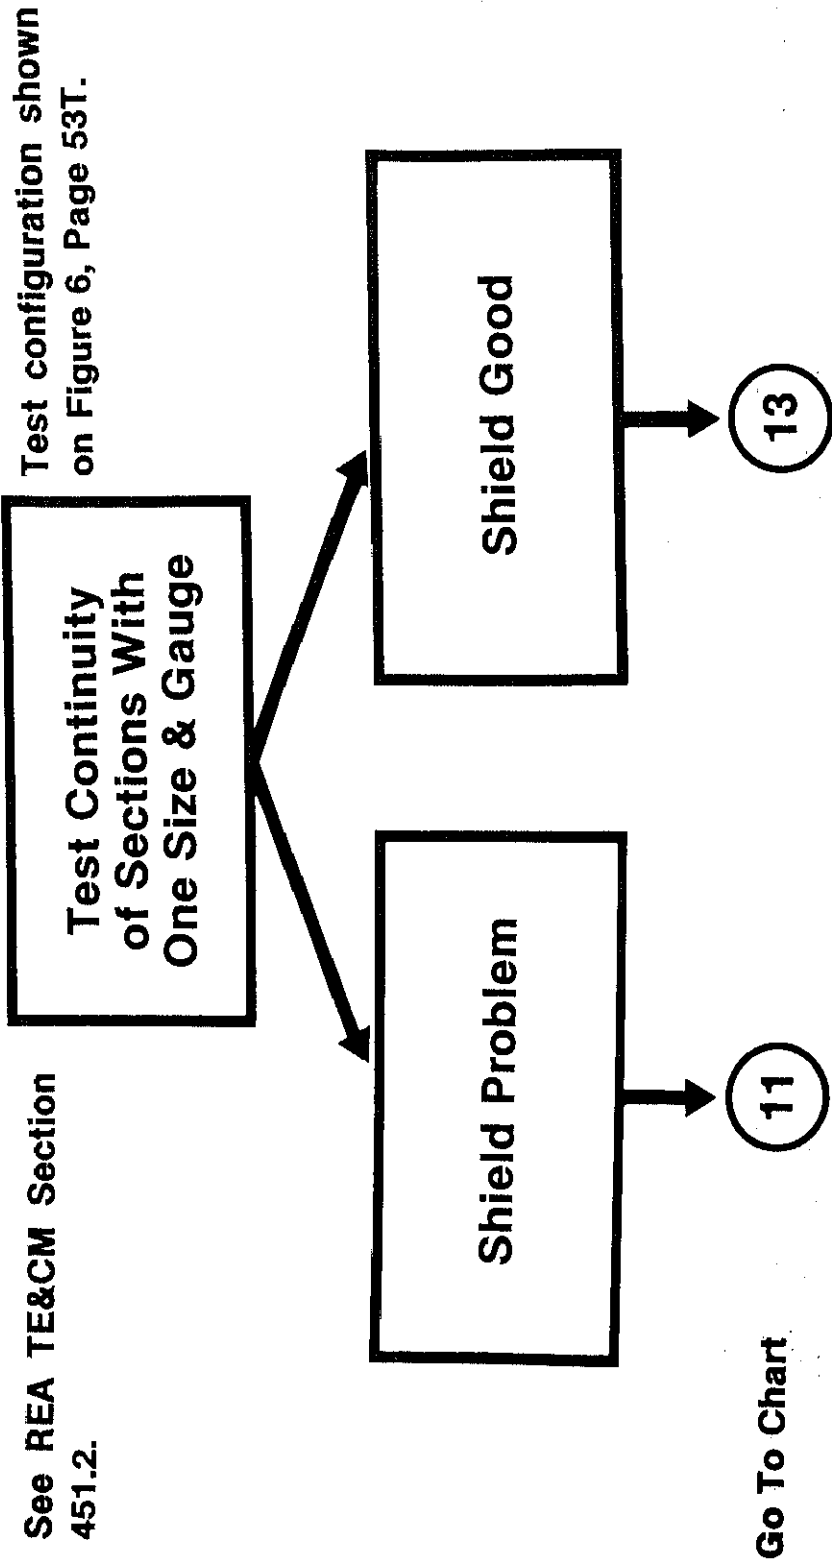 See REA TE&CM Section
451.2.
Test configuration shown
on Figure 6, Page 53T.
Test Continuity
of Sections With
One Size & Gauge
Shield Problem
Shield Good
Go To Chart
11
13